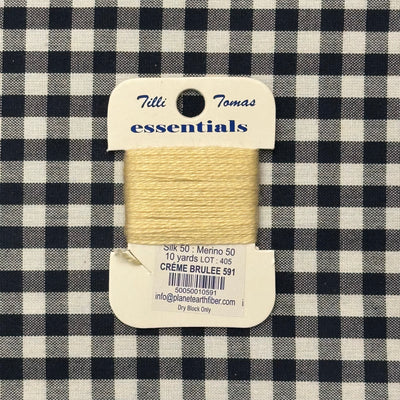 Tilli Tomas
essentials
Silk 50 : Merino 50
10 yards LOT : 405
CRÈME BRULEE 591
50050010591
info@planetearthfiber.com i
Dry Block Only